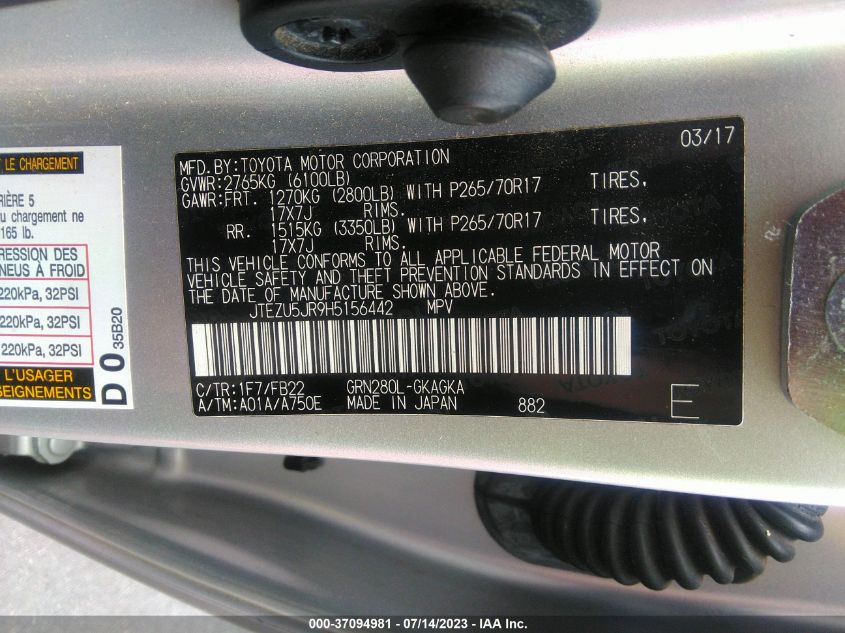 T LE CHARGEMENT
RIÈRE 5
u chargement ne
165 lb.
RESSION DES
NEUS À FROID
220kPa, 32PSI
220kPa, 32PSI
220kPa, 32PSI
L'USAGER
SEIGNEMENTS
D0 35B20
03/17
MFD.BY:TOYOTA MOTOR CORPORATION
GVWR:2765KG (6100LB)
GAWR:FRT. 1270KG (2800LB) WITH P265/70R17 TIRES,
17X7J RIMS.
RR. 1515KG (3350LB) WITH P265/70R17 TIRES,
17X7J RIMS.
THIS VEHICLE CONFORMS TO ALL APPLICABLE FEDERAL MOTOR
VEHICLE SAFETY AND THEFT PREVENTION STANDARDS IN EFFECT ON
THE DATE OF MANUFACTURE SHOWN ABOVE.
JTEZU5JR9H5156442 MPV
C/TR:1F7/FB22 GRN280L-GKAGKA
A/TM:A01A/A750E MADE IN JAPAN 882
E
000-37094981 - 07/14/2023 - IAA Inc.